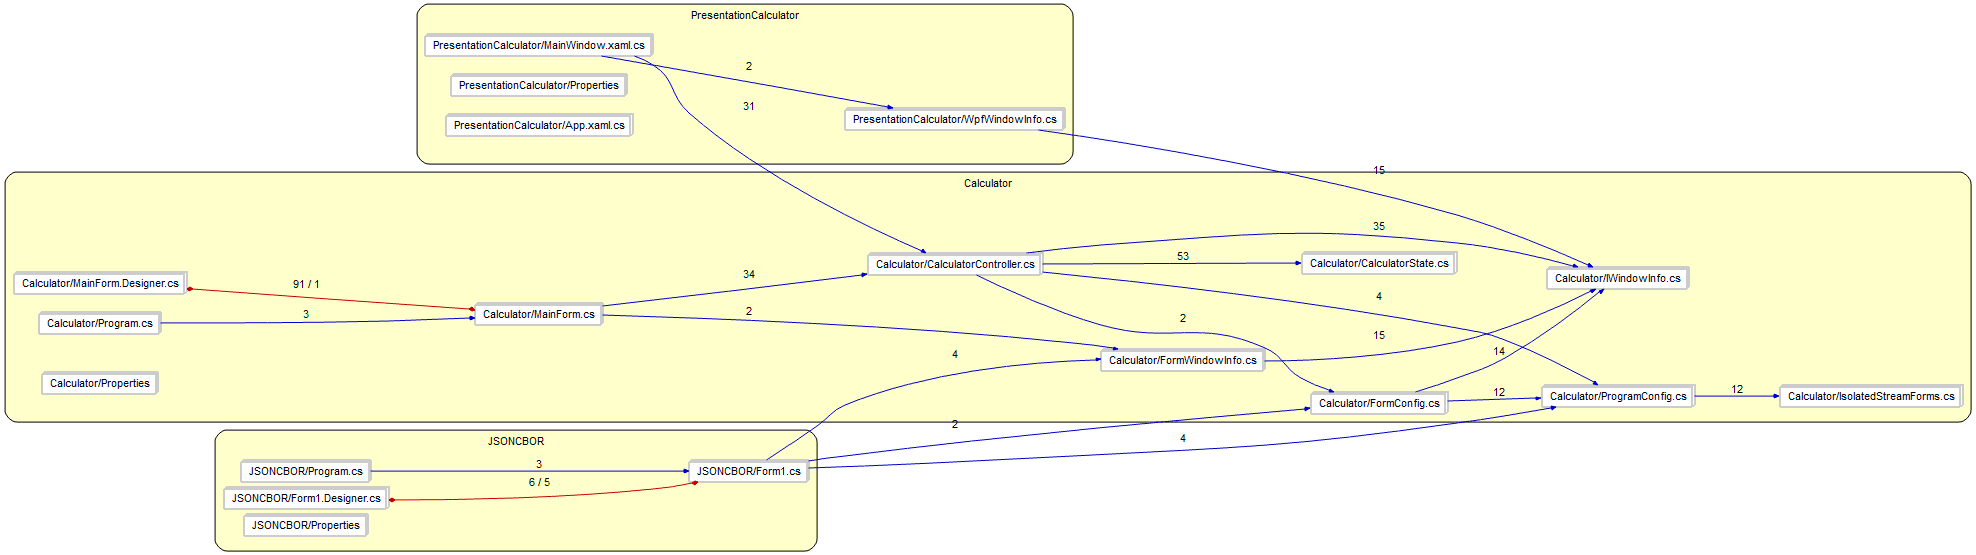 PresentationCalculator
PresentationCalculator/MainWindow.xaml.cs
2
PresentationCalculator/Properties
31
PresentationCalculator/WpfWindowInfo.cs
PresentationCalculator/App.xaml.cs
15
Calculator
35
53
Calculator/CalculatorController.cs
Calculator/CalculatorState.cs
34
Calculator/IWindowInfo.cs
Calculator/MainForm.Designer.cs
91 / 1
4
3
Calculator/MainForm.cs
2
2
Calculator/Program.cs
15
4
14
Calculator/FormWindowInfo.cs
Calculator/Properties
12
12
Calculator/FormConfig.cs
Calculator/ProgramConfig.cs
Calculator/IsolatedStreamForms.cs
2
4
JSONCBOR
3
JSONCBOR/Program.cs
JSONCBOR/Form1.cs
6 / 5
JSONCBOR/Form1.Designer.cs
JSONCBOR/Properties